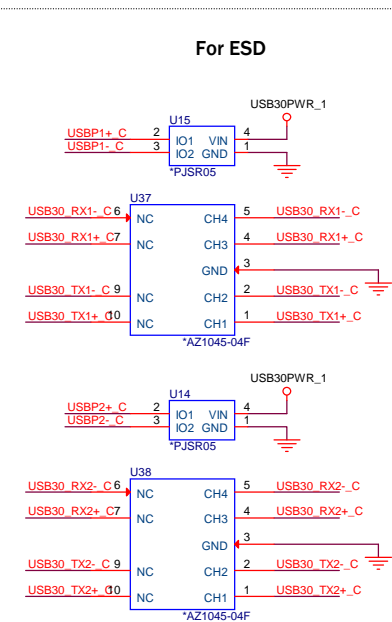 For ESD
USB30PWR_1
U15
USBP1+_C 2 IO1 VIN 4
USBP1-_C 3 IO2 GND 1
*PJSR05
U37
USB30_RX1-_C 6 NC CH4 5 USB30_RX1-_C
USB30_RX1+_C 7 NC CH3 4 USB30_RX1+_C
GND 3
USB30_TX1-_C 9 NC CH2 2 USB30_TX1-_C
USB30_TX1+_C 10 NC CH1 1 USB30_TX1+_C
*AZ1045-04F
USB30PWR_1
U14
USBP2+_C 2 IO1 VIN 4
USBP2-_C 3 IO2 GND 1
*PJSR05
U38
USB30_RX2-_C 6 NC CH4 5 USB30_RX2-_C
USB30_RX2+_C 7 NC CH3 4 USB30_RX2+_C
GND 3
USB30_TX2-_C 9 NC CH2 2 USB30_TX2-_C
USB30_TX2+_C 10 NC CH1 1 USB30_TX2+_C
*AZ1045-04F